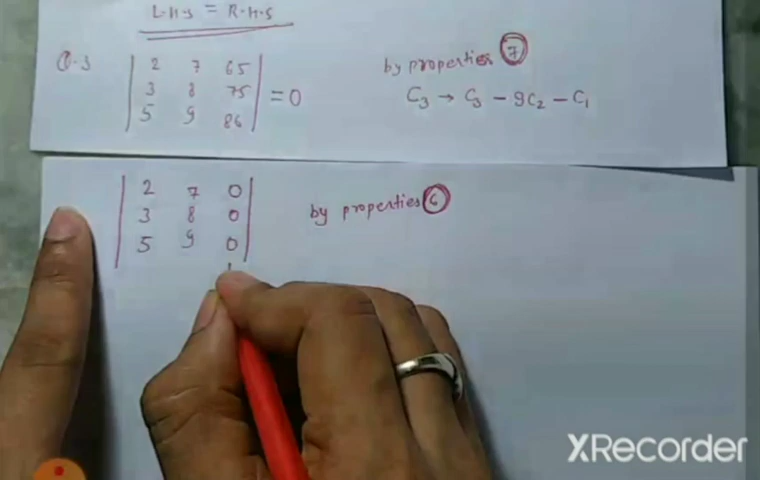 L.H.S = R.H.S
Q.3 | 2 7 65 | by properties 7
| 3 8 75 | = 0 C3 → C3 - 9C2 - C1
| 5 9 86 |
| 2 7 0 | by properties 6
| 3 8 0 |
| 5 9 0 |
XRecorder